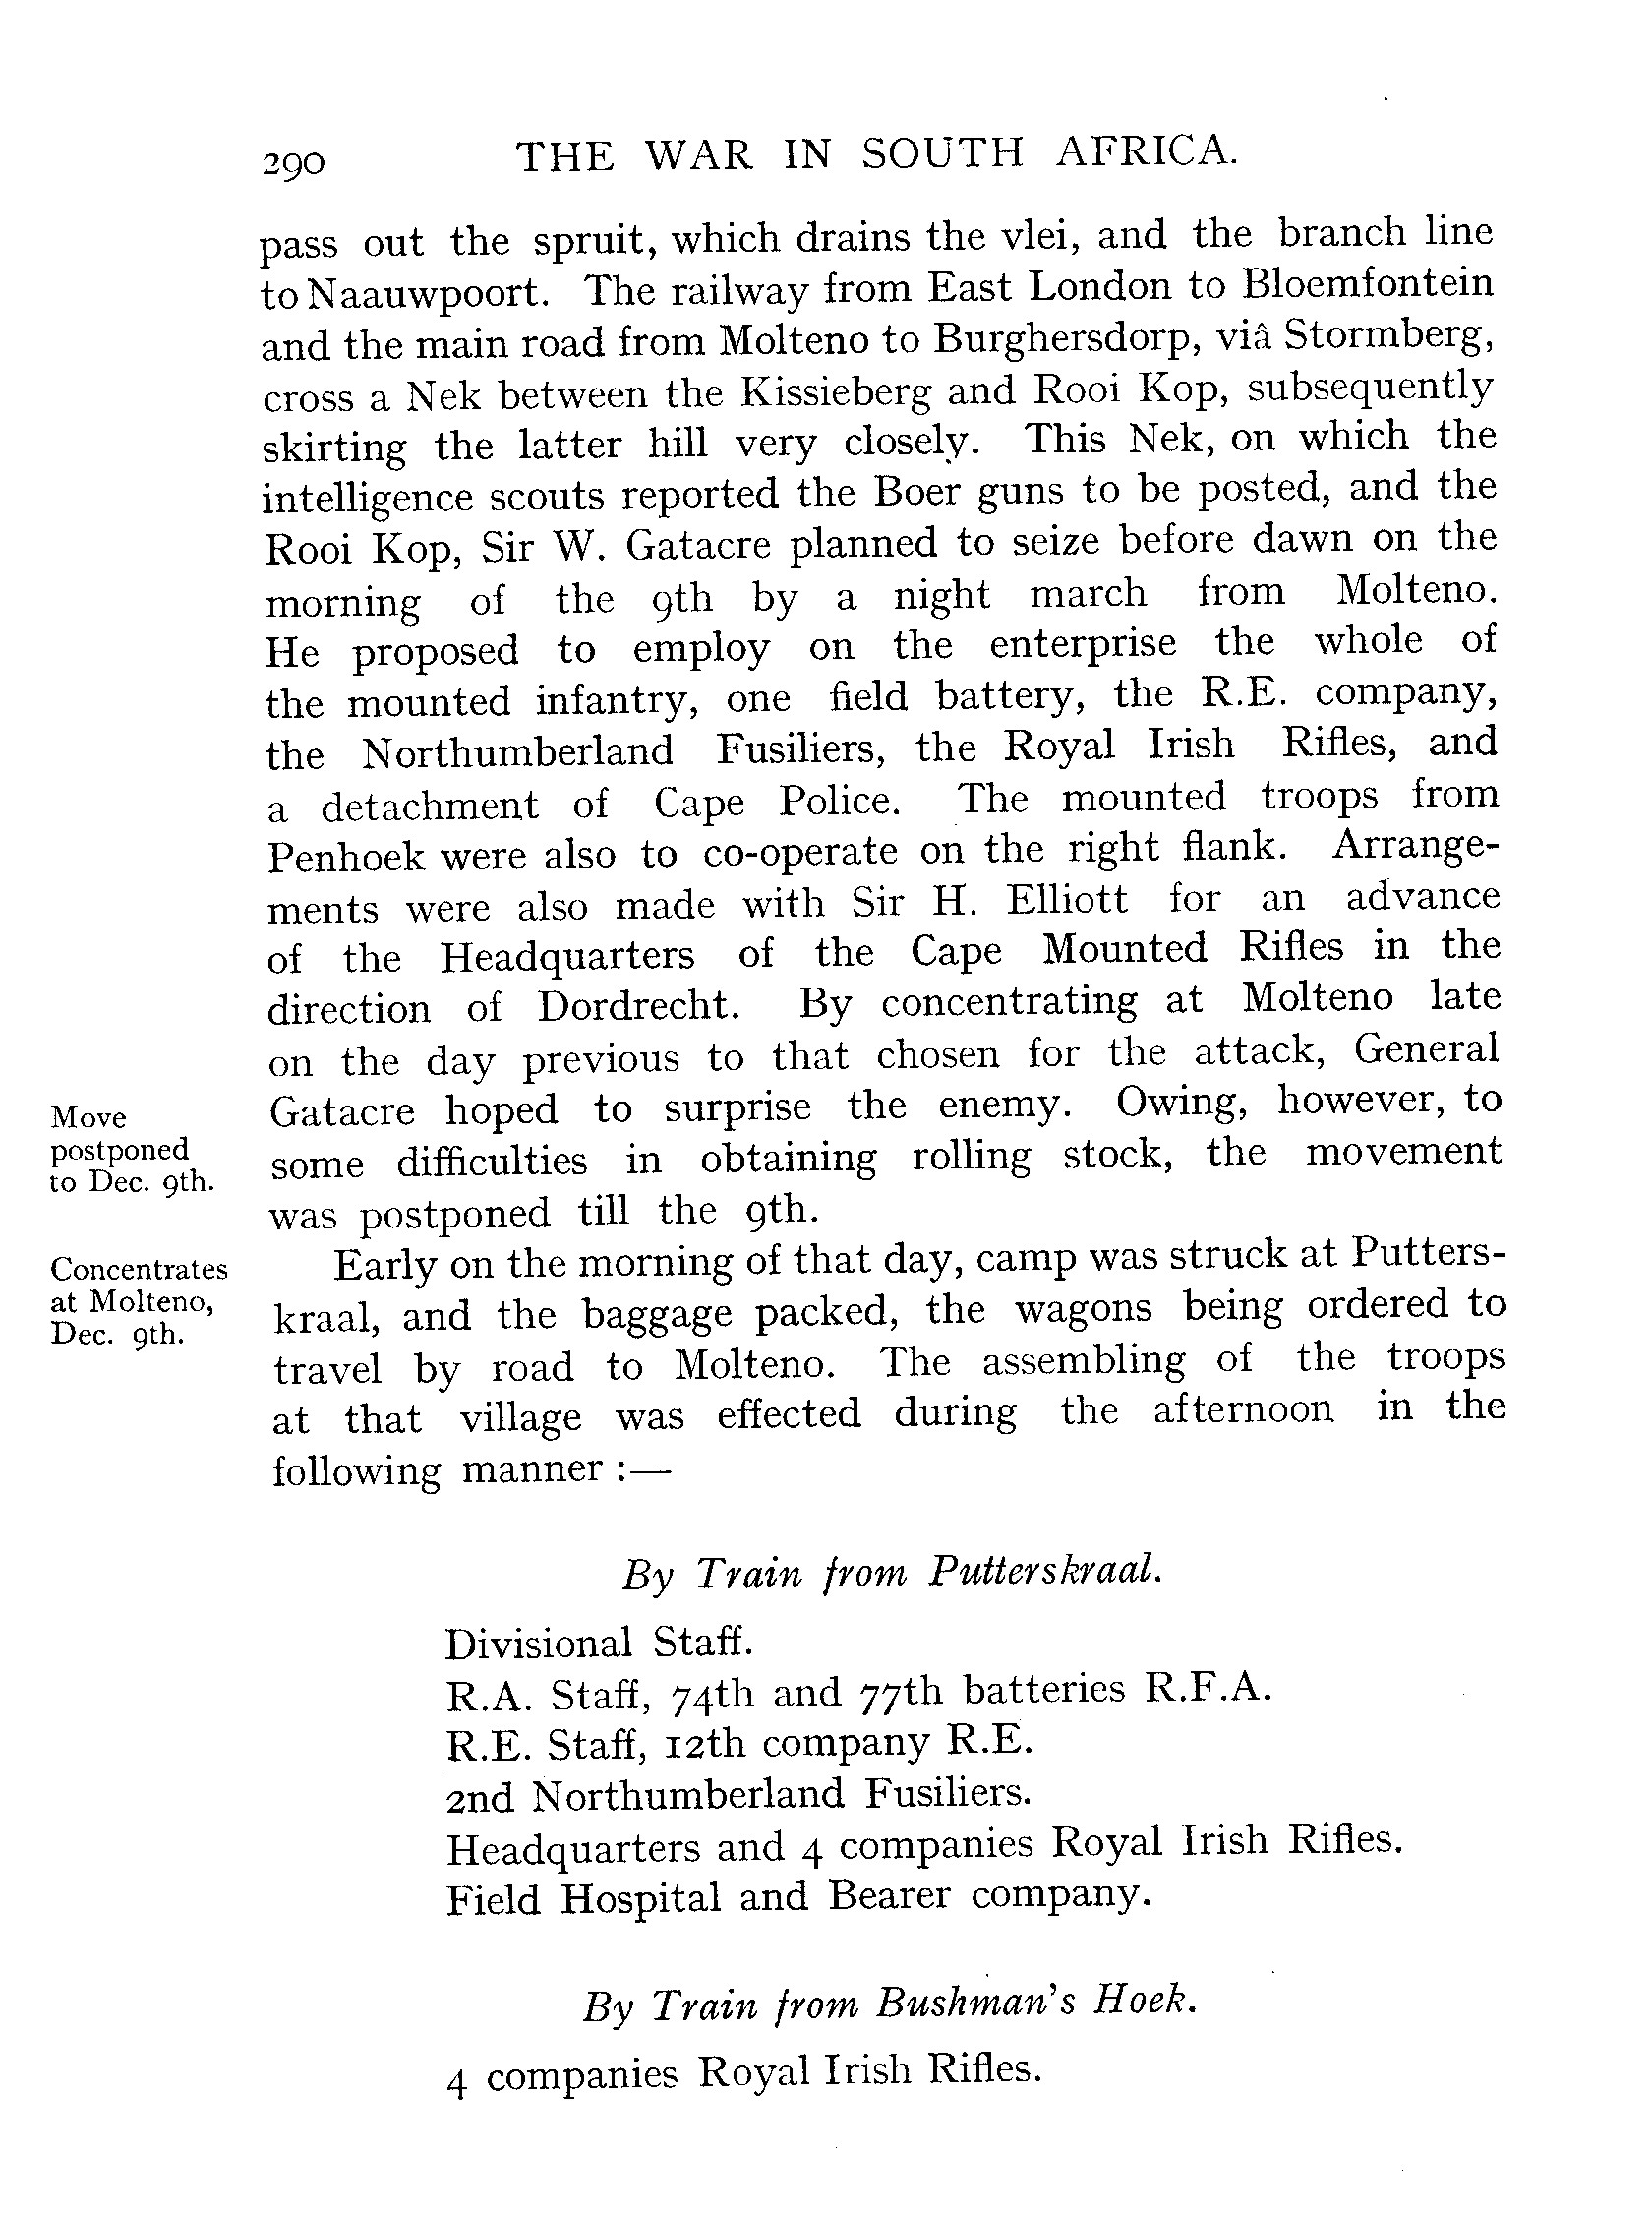 290 THE WAR IN SOUTH AFRICA.
pass out the spruit, which drains the vlei, and the branch line
to Naauwpoort. The railway from East London to Bloemfontein
and the main road from Molteno to Burghersdorp, viâ Stormberg,
cross a Nek between the Kissieberg and Rooi Kop, subsequently
skirting the latter hill very closely. This Nek, on which the
intelligence scouts reported the Boer guns to be posted, and the
Rooi Kop, Sir W. Gatacre planned to seize before dawn on the
morning of the 9th by a night march from Molteno.
He proposed to employ on the enterprise the whole of
the mounted infantry, one field battery, the R.E. company,
the Northumberland Fusiliers, the Royal Irish Rifles, and
a detachment of Cape Police. The mounted troops from
Penhoek were also to co-operate on the right flank. Arrange-
ments were also made with Sir H. Elliott for an advance
of the Headquarters of the Cape Mounted Rifles in the
direction of Dordrecht. By concentrating at Molteno late
on the day previous to that chosen for the attack, General
Gatacre hoped to surprise the enemy. Owing, however, to
some difficulties in obtaining rolling stock, the movement
was postponed till the 9th.
Move
postponed
to Dec. 9th.
Early on the morning of that day, camp was struck at Putters-
kraal, and the baggage packed, the wagons being ordered to
travel by road to Molteno. The assembling of the troops
at that village was effected during the afternoon in the
following manner :—
Concentrates
at Molteno,
Dec. 9th.
By Train from Putterskraal.
Divisional Staff.
R.A. Staff, 74th and 77th batteries R.F.A.
R.E. Staff, 12th company R.E.
2nd Northumberland Fusiliers.
Headquarters and 4 companies Royal Irish Rifles.
Field Hospital and Bearer company.
By Train from Bushman's Hoek.
4 companies Royal Irish Rifles.